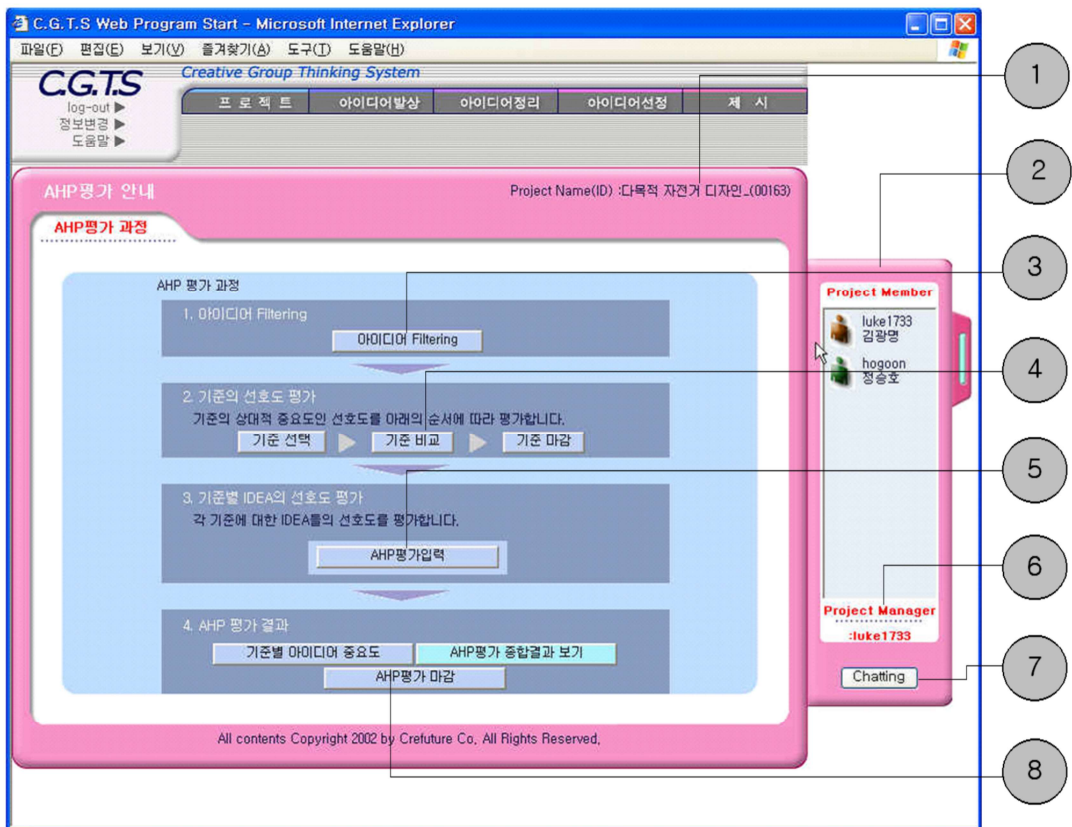 C.G.T.S Web Program Start - Microsoft Internet Explorer
파일(F) 편집(E) 보기(V) 즐겨찾기(A) 도구(T) 도움말(H)
C.G.T.S
Creative Group Thinking System
log-out ▶
정보변경 ▶
도움말 ▶
프 로 젝 트 아이디어발상 아이디어정리 아이디어선정 제 시
AHP평가 안내
Project Name(ID) :다목적 자전거 디자인_(00163)
AHP평가 과정
AHP 평가 과정
1. 아이디어 Filtering
아이디어 Filtering
2. 기준의 선호도 평가
기준의 상대적 중요도인 선호도를 아래의 순서에 따라 평가합니다.
기준 선택 기준 비교 기준 마감
3. 기준별 IDEA의 선호도 평가
각 기준에 대한 IDEA들의 선호도를 평가합니다.
AHP평가입력
4. AHP 평가 결과
기준별 아이디어 중요도 AHP평가 종합결과 보기
AHP평가 마감
All contents Copyright 2002 by Crefuture Co, All Rights Reserved,
Project Member
luke1733
김광명
hogoon
정승호
Project Manager
:luke1733
Chatting
1
2
3
4
5
6
7
8